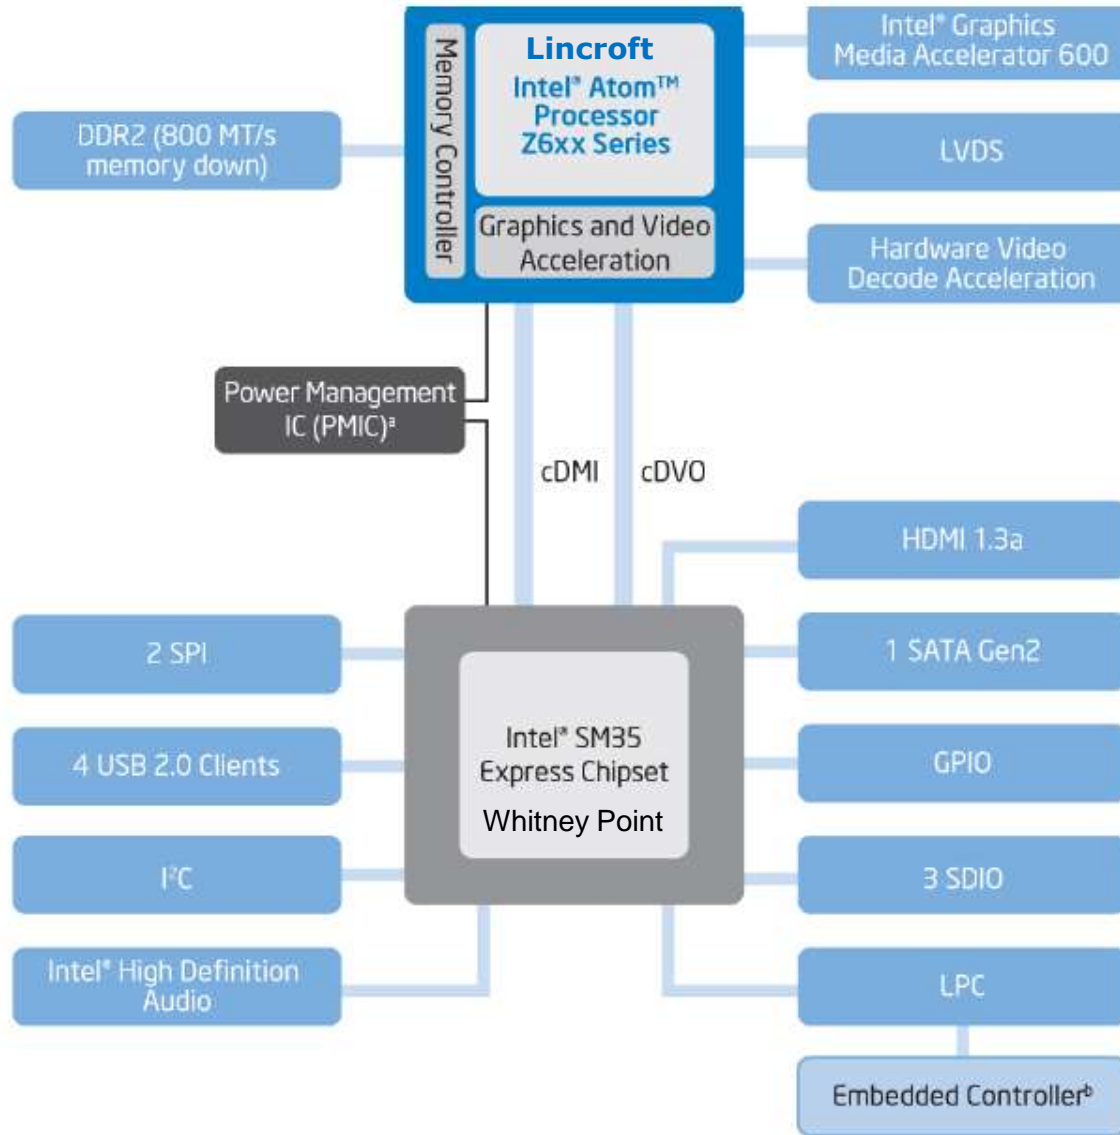 Intel® Graphics
Media Accelerator 600
Memory Controller
Lincroft
Intel® Atom™
Processor
Z6xx Series
DDR2 (800 MT/s
memory down)
LVDS
Graphics and Video
Acceleration
Hardware Video
Decode Acceleration
Power Management
IC (PMIC)ª
cDMI
cDVO
HDMI 1.3a
2 SPI
1 SATA Gen2
Intel® SM35
Express Chipset
Whitney Point
4 USB 2.0 Clients
GPIO
I²C
3 SDIO
Intel® High Definition
Audio
LPC
Embedded Controllerᵇ